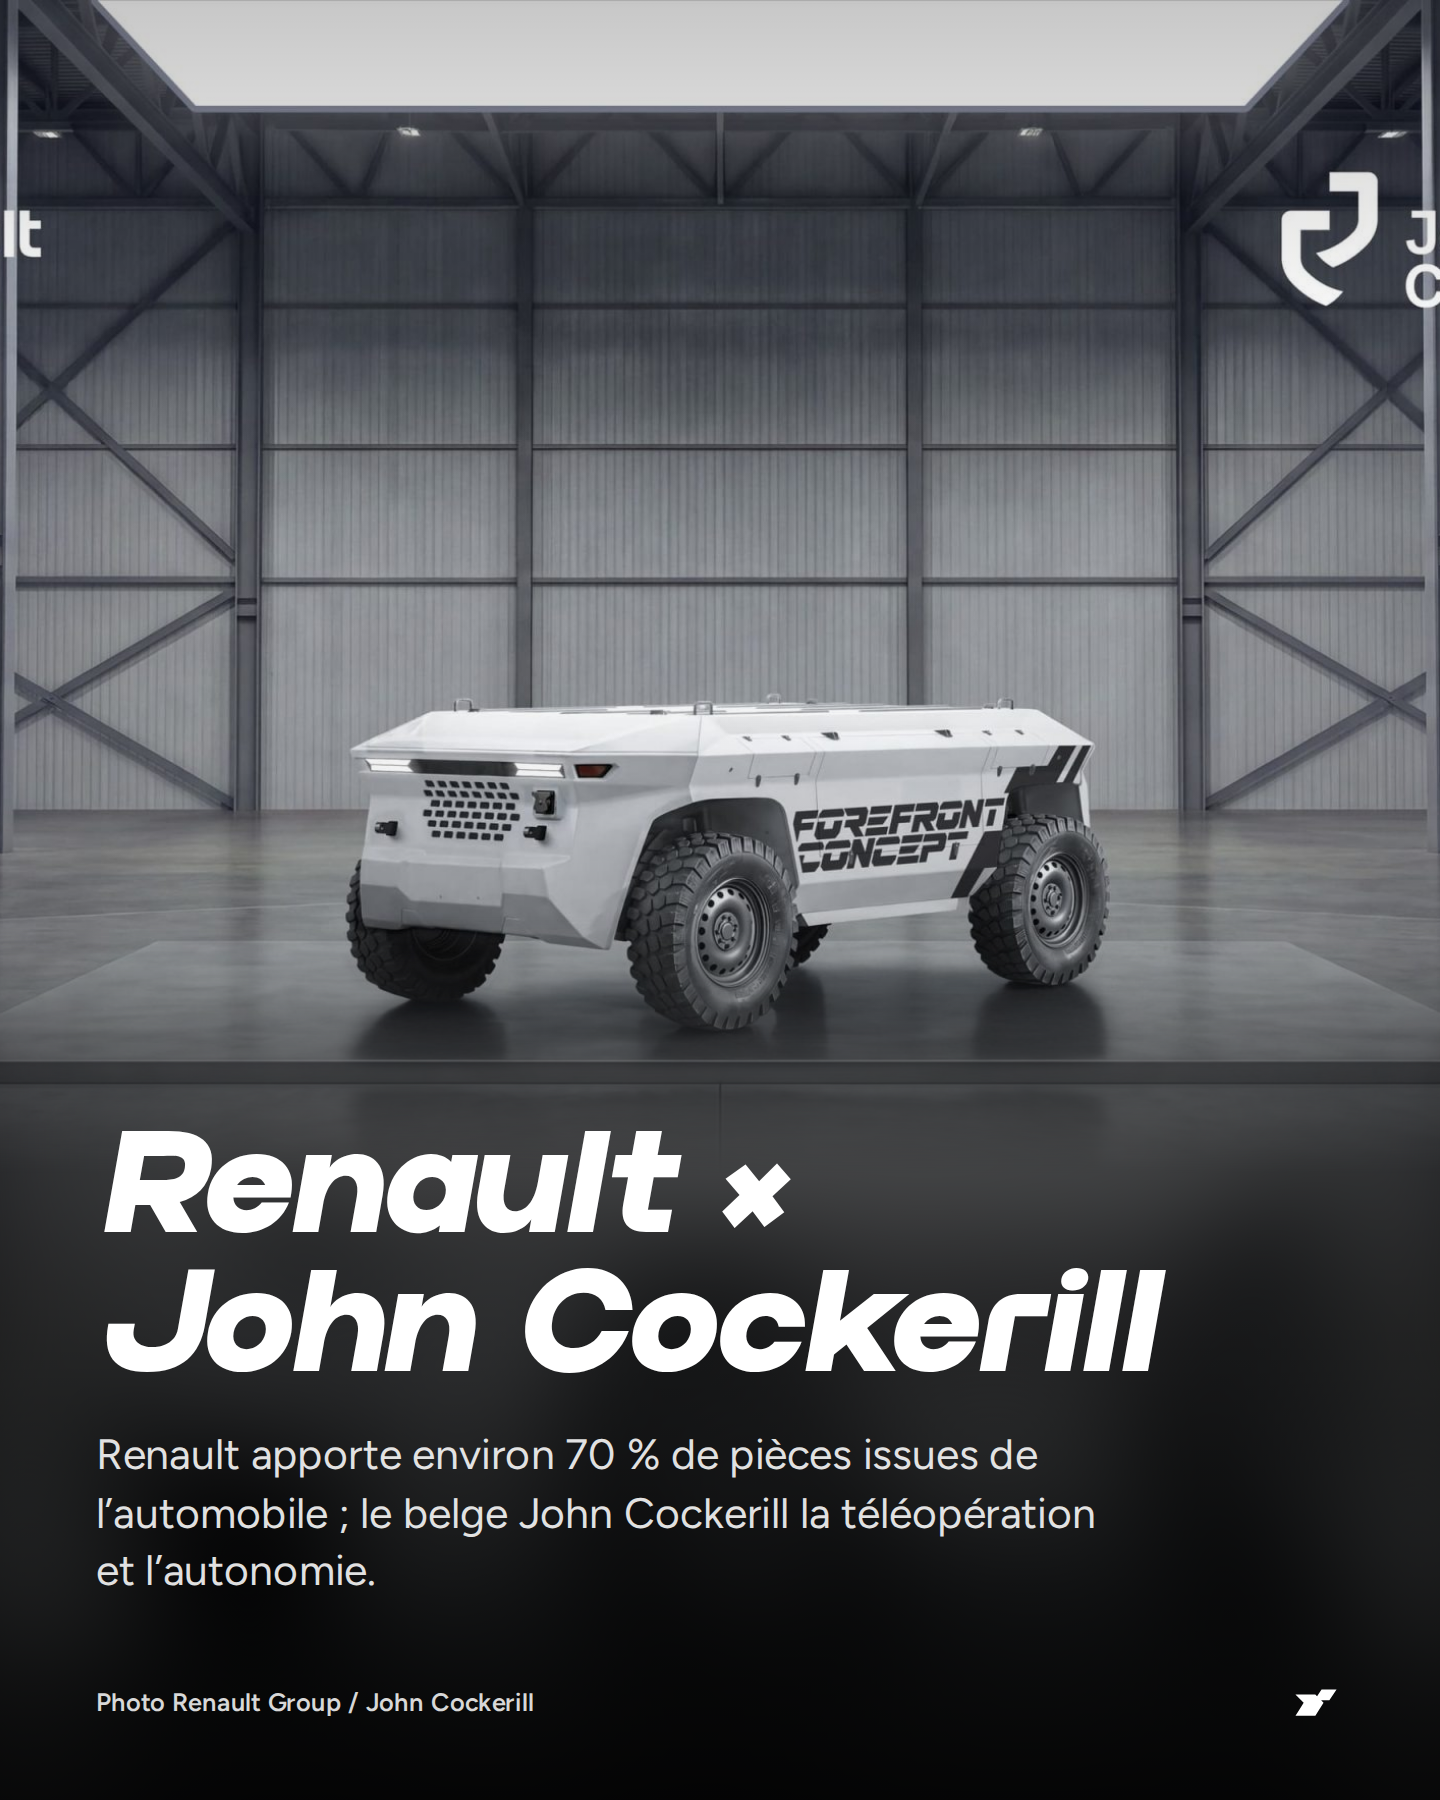 lt
J
C
FOREFRONT
CONCEPT
Renault ×
John Cockerill
Renault apporte environ 70 % de pièces issues de
l’automobile ; le belge John Cockerill la téléopération
et l’autonomie.
Photo Renault Group / John Cockerill